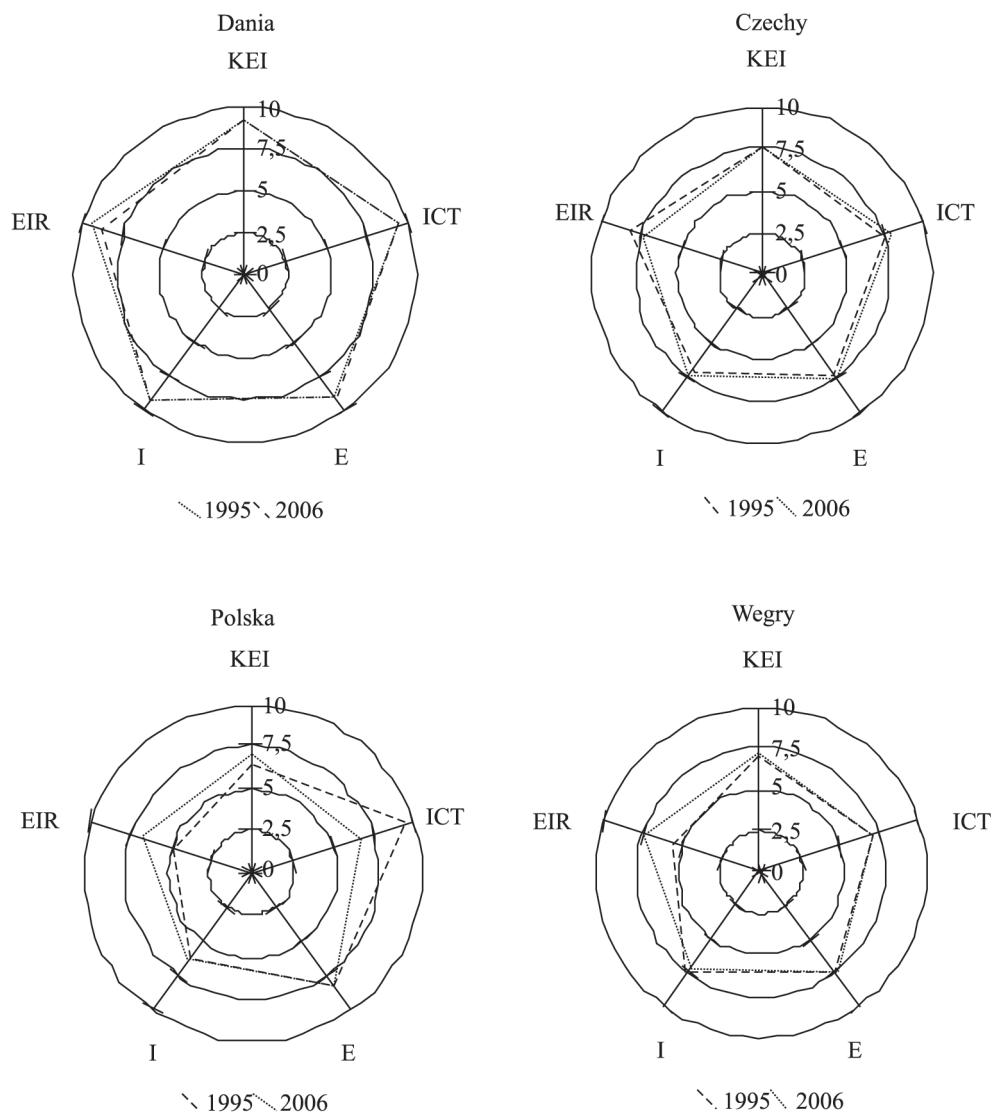 Dania
KEI
10
7,5
5
2,5
0
EIR
ICT
I
E
1995 2006
Czechy
KEI
10
7,5
5
2,5
0
EIR
ICT
I
E
1995 2006
Polska
KEI
10
7,5
5
2,5
0
EIR
ICT
I
E
1995 2006
Wegry
KEI
10
7,5
5
2,5
0
EIR
ICT
I
E
1995 2006